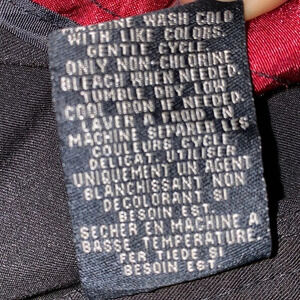 MACHINE WASH COLD
WITH LIKE COLORS.
GENTLE CYCLE.
ONLY NON-CHLORINE
BLEACH WHEN NEEDED.
TUMBLE DRY LOW.
COOL IRON IF NEEDED.
LAVER A FROID EN
MACHINE SEPARER LES
COULEURS, CYCLE
DELICAT. UTILISER
UNIQUEMENT UN AGENT
BLANCHISSANT NON
DECOLORANT SI
BESOIN EST.
SECHER EN MACHINE A
BASSE TEMPERATURE.
FER TIEDE SI
BESOIN EST.